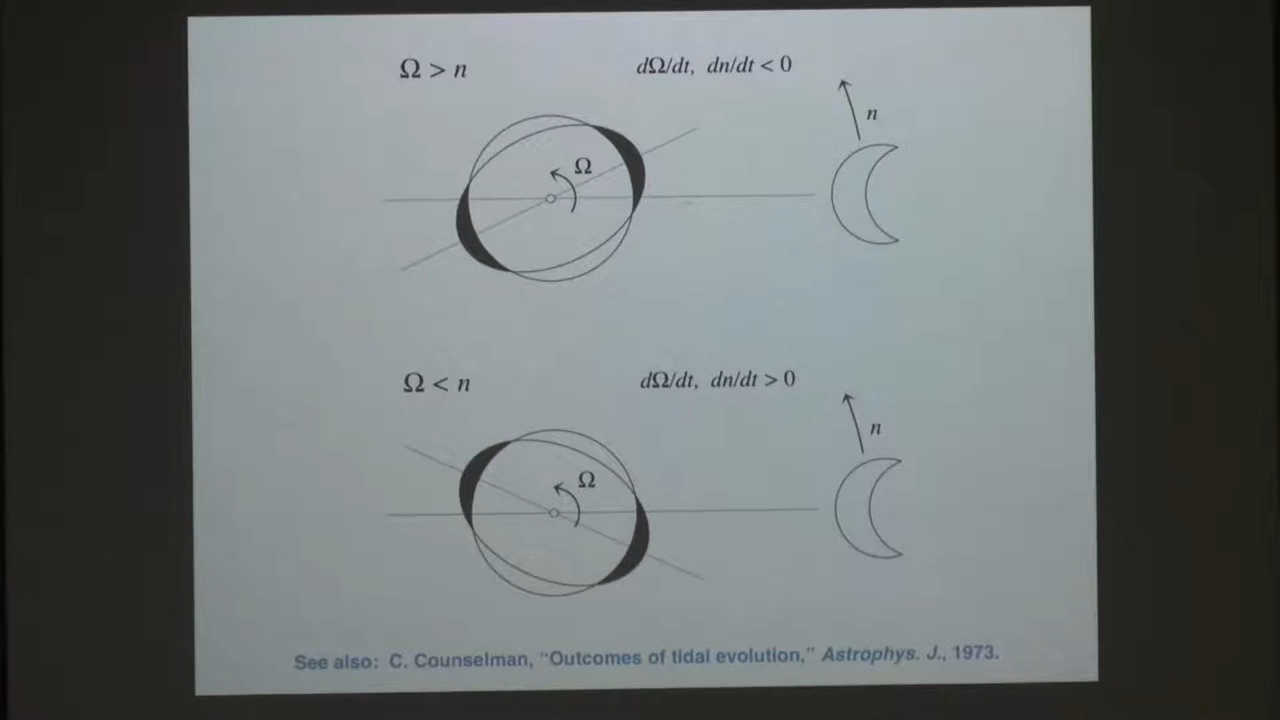 Ω > n
dΩ/dt, dn/dt < 0
n
Ω
Ω < n
dΩ/dt, dn/dt > 0
n
Ω
See also: C. Counselman, “Outcomes of tidal evolution,” Astrophys. J., 1973.